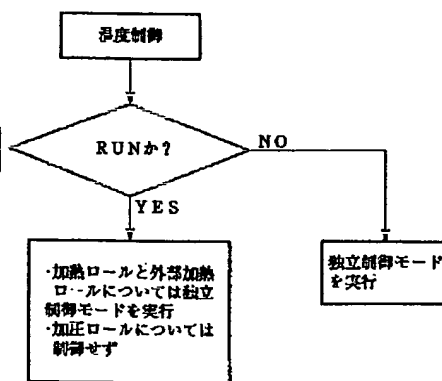 温度制御
RUNか？
NO
YES
・加熱ロールと外部加熱
ロールについては独立
制御モードを実行
・加圧ロールについては
制御せず
独立制御モード
を実行